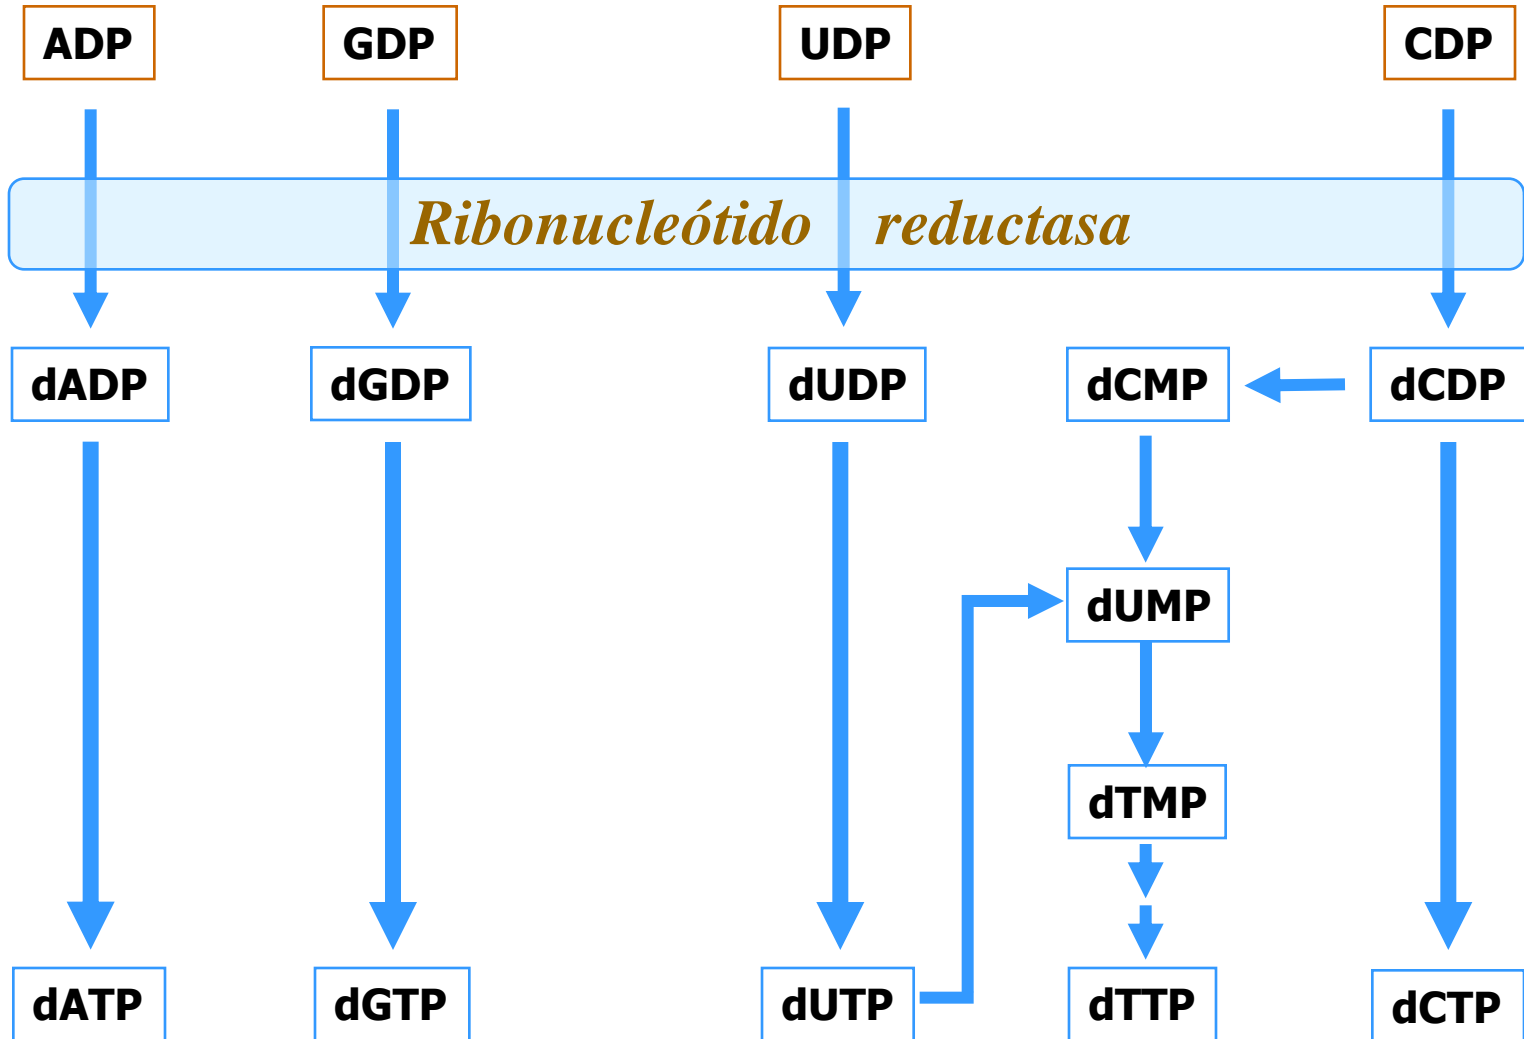 ADP GDP UDP CDP
Ribonucleótido reductasa
dADP dGDP dUDP dCMP dCDP
dUMP
dTMP
dATP dGTP dUTP dTTP dCTP